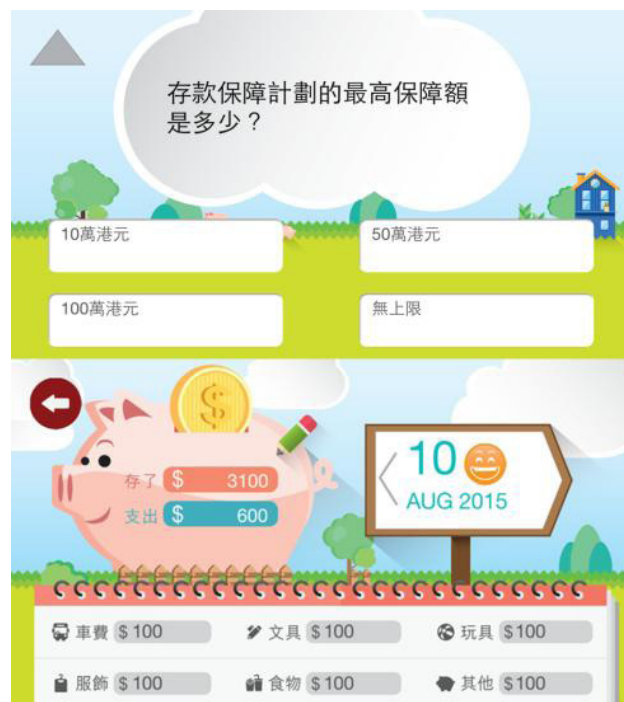 存款保障計劃的最高保障額
是多少？
10萬港元
50萬港元
100萬港元
無上限
存了 $ 3100
支出 $ 600
10
AUG 2015
車費 $100
文具 $100
玩具 $100
服飾 $100
食物 $100
其他 $100